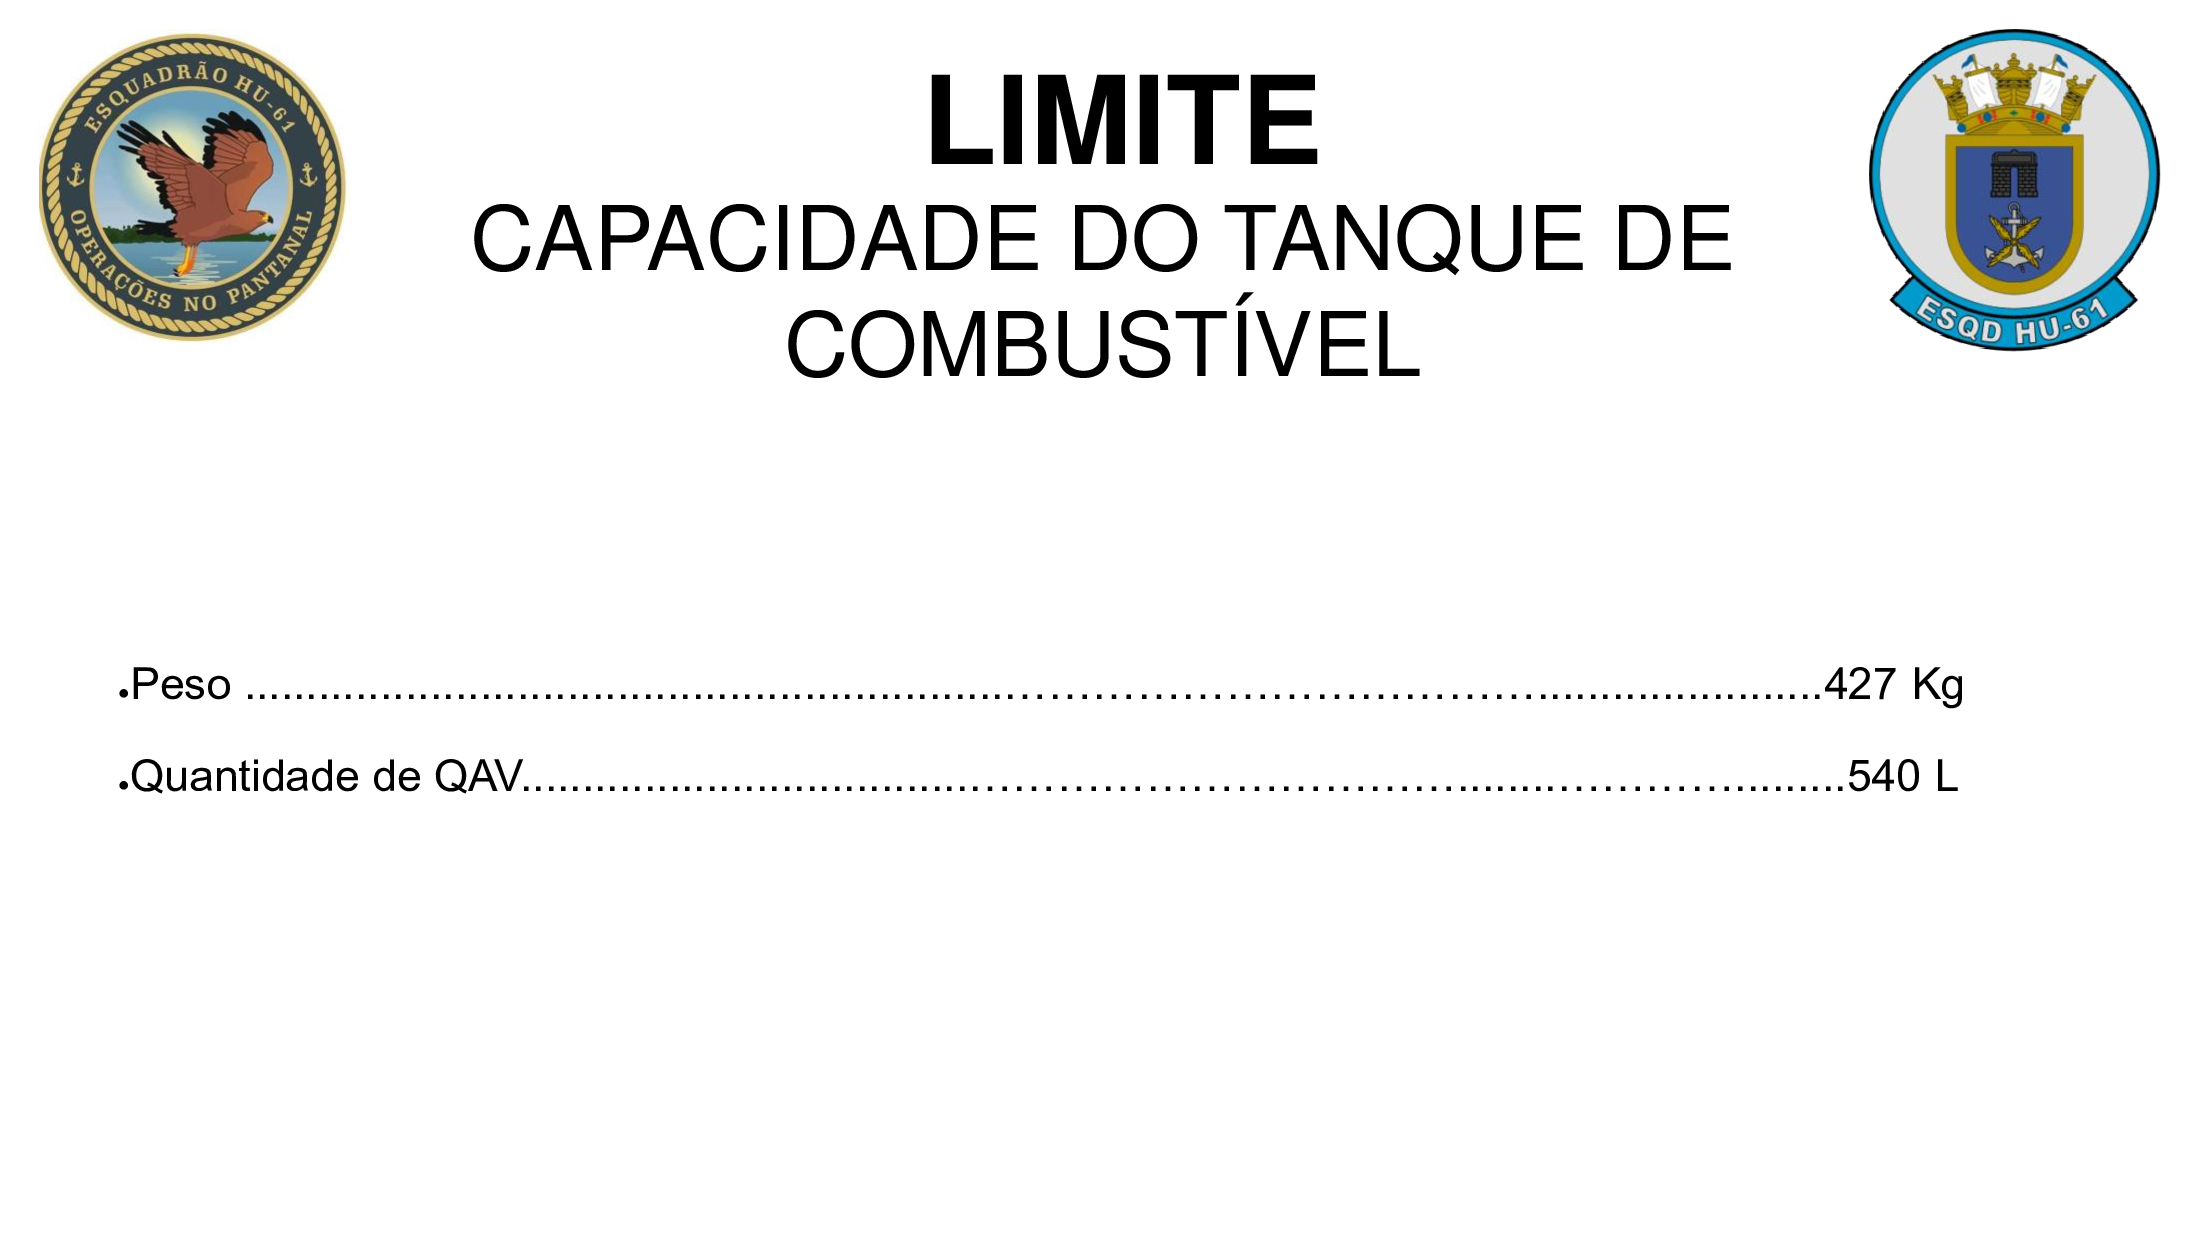 ESQUADRÃO HU-61
OPERAÇÕES NO PANTANAL
LIMITE
CAPACIDADE DO TANQUE DE
COMBUSTÍVEL
ESQD HU-61
●Peso ..............................................................……………………………………….......................427 Kg
●Quantidade de QAV....................................…………………………………….......…………..........540 L